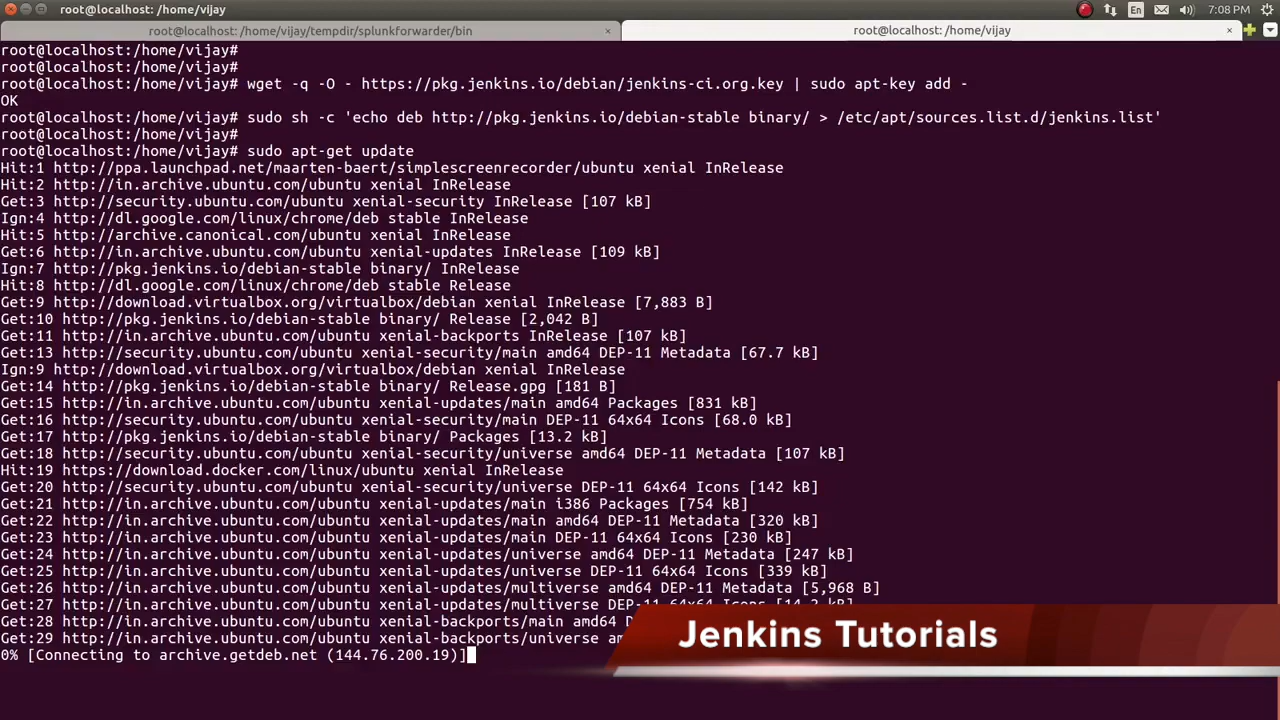 root@localhost: /home/vijay
En
7:08 PM
root@localhost: /home/vijay/tempdir/splunkforwarder/bin
root@localhost: /home/vijay
root@localhost:/home/vijay#
root@localhost:/home/vijay#
root@localhost:/home/vijay# wget -q -O - https://pkg.jenkins.io/debian/jenkins-ci.org.key | sudo apt-key add -
OK
root@localhost:/home/vijay# sudo sh -c 'echo deb http://pkg.jenkins.io/debian-stable binary/ > /etc/apt/sources.list.d/jenkins.list'
root@localhost:/home/vijay#
root@localhost:/home/vijay# sudo apt-get update
Hit:1 http://ppa.launchpad.net/maarten-baert/simplescreenrecorder/ubuntu xenial InRelease
Hit:2 http://in.archive.ubuntu.com/ubuntu xenial InRelease
Get:3 http://security.ubuntu.com/ubuntu xenial-security InRelease [107 kB]
Ign:4 http://dl.google.com/linux/chrome/deb stable InRelease
Hit:5 http://archive.canonical.com/ubuntu xenial InRelease
Get:6 http://in.archive.ubuntu.com/ubuntu xenial-updates InRelease [109 kB]
Ign:7 http://pkg.jenkins.io/debian-stable binary/ InRelease
Hit:8 http://dl.google.com/linux/chrome/deb stable Release
Get:9 http://download.virtualbox.org/virtualbox/debian xenial InRelease [7,883 B]
Get:10 http://pkg.jenkins.io/debian-stable binary/ Release [2,042 B]
Get:11 http://in.archive.ubuntu.com/ubuntu xenial-backports InRelease [107 kB]
Get:13 http://security.ubuntu.com/ubuntu xenial-security/main amd64 DEP-11 Metadata [67.7 kB]
Ign:9 http://download.virtualbox.org/virtualbox/debian xenial InRelease
Get:14 http://pkg.jenkins.io/debian-stable binary/ Release.gpg [181 B]
Get:15 http://in.archive.ubuntu.com/ubuntu xenial-updates/main amd64 Packages [831 kB]
Get:16 http://security.ubuntu.com/ubuntu xenial-security/main DEP-11 64x64 Icons [68.0 kB]
Get:17 http://pkg.jenkins.io/debian-stable binary/ Packages [13.2 kB]
Get:18 http://security.ubuntu.com/ubuntu xenial-security/universe amd64 DEP-11 Metadata [107 kB]
Hit:19 https://download.docker.com/linux/ubuntu xenial InRelease
Get:20 http://security.ubuntu.com/ubuntu xenial-security/universe DEP-11 64x64 Icons [142 kB]
Get:21 http://in.archive.ubuntu.com/ubuntu xenial-updates/main i386 Packages [754 kB]
Get:22 http://in.archive.ubuntu.com/ubuntu xenial-updates/main amd64 DEP-11 Metadata [320 kB]
Get:23 http://in.archive.ubuntu.com/ubuntu xenial-updates/main DEP-11 64x64 Icons [230 kB]
Get:24 http://in.archive.ubuntu.com/ubuntu xenial-updates/universe amd64 DEP-11 Metadata [247 kB]
Get:25 http://in.archive.ubuntu.com/ubuntu xenial-updates/universe DEP-11 64x64 Icons [339 kB]
Get:26 http://in.archive.ubuntu.com/ubuntu xenial-updates/multiverse amd64 DEP-11 Metadata [5,968 B]
Get:27 http://in.archive.ubuntu.com/ubuntu xenial-updates/multiverse DEP-11 64x64 Icons [14.2 kB]
Get:28 http://in.archive.ubuntu.com/ubuntu xenial-backports/main amd64
Get:29 http://in.archive.ubuntu.com/ubuntu xenial-backports/universe
0% [Connecting to archive.getdeb.net (144.76.200.19)]
Jenkins Tutorials